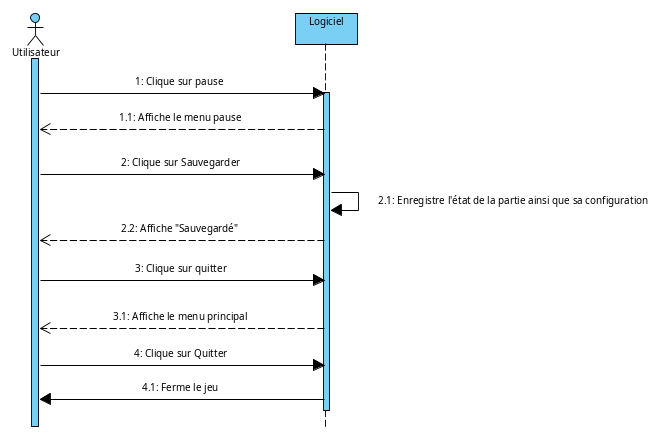 Logiciel
Utilisateur
1: Clique sur pause
1.1: Affiche le menu pause
2: Clique sur Sauvegarder
2.1: Enregistre l'état de la partie ainsi que sa configuration
2.2: Affiche "Sauvegardé"
3: Clique sur quitter
3.1: Affiche le menu principal
4: Clique sur Quitter
4.1: Ferme le jeu